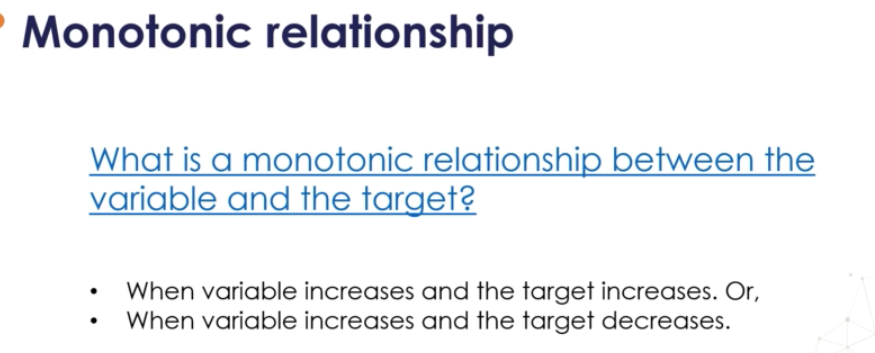 Monotonic relationship
What is a monotonic relationship between the
variable and the target?
• When variable increases and the target increases. Or,
• When variable increases and the target decreases.